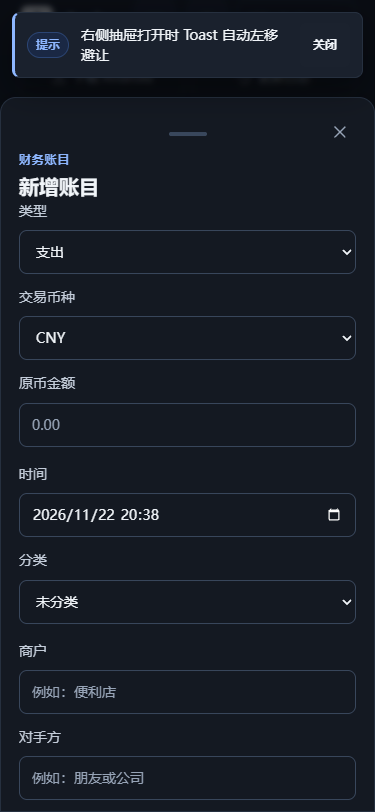 提示
右侧抽屉打开时 Toast 自动左移
避让
关闭
财务账目
新增账目
类型
支出
交易币种
CNY
原币金额
0.00
时间
2026/11/22 20:38
分类
未分类
商户
例如：便利店
对手方
例如：朋友或公司